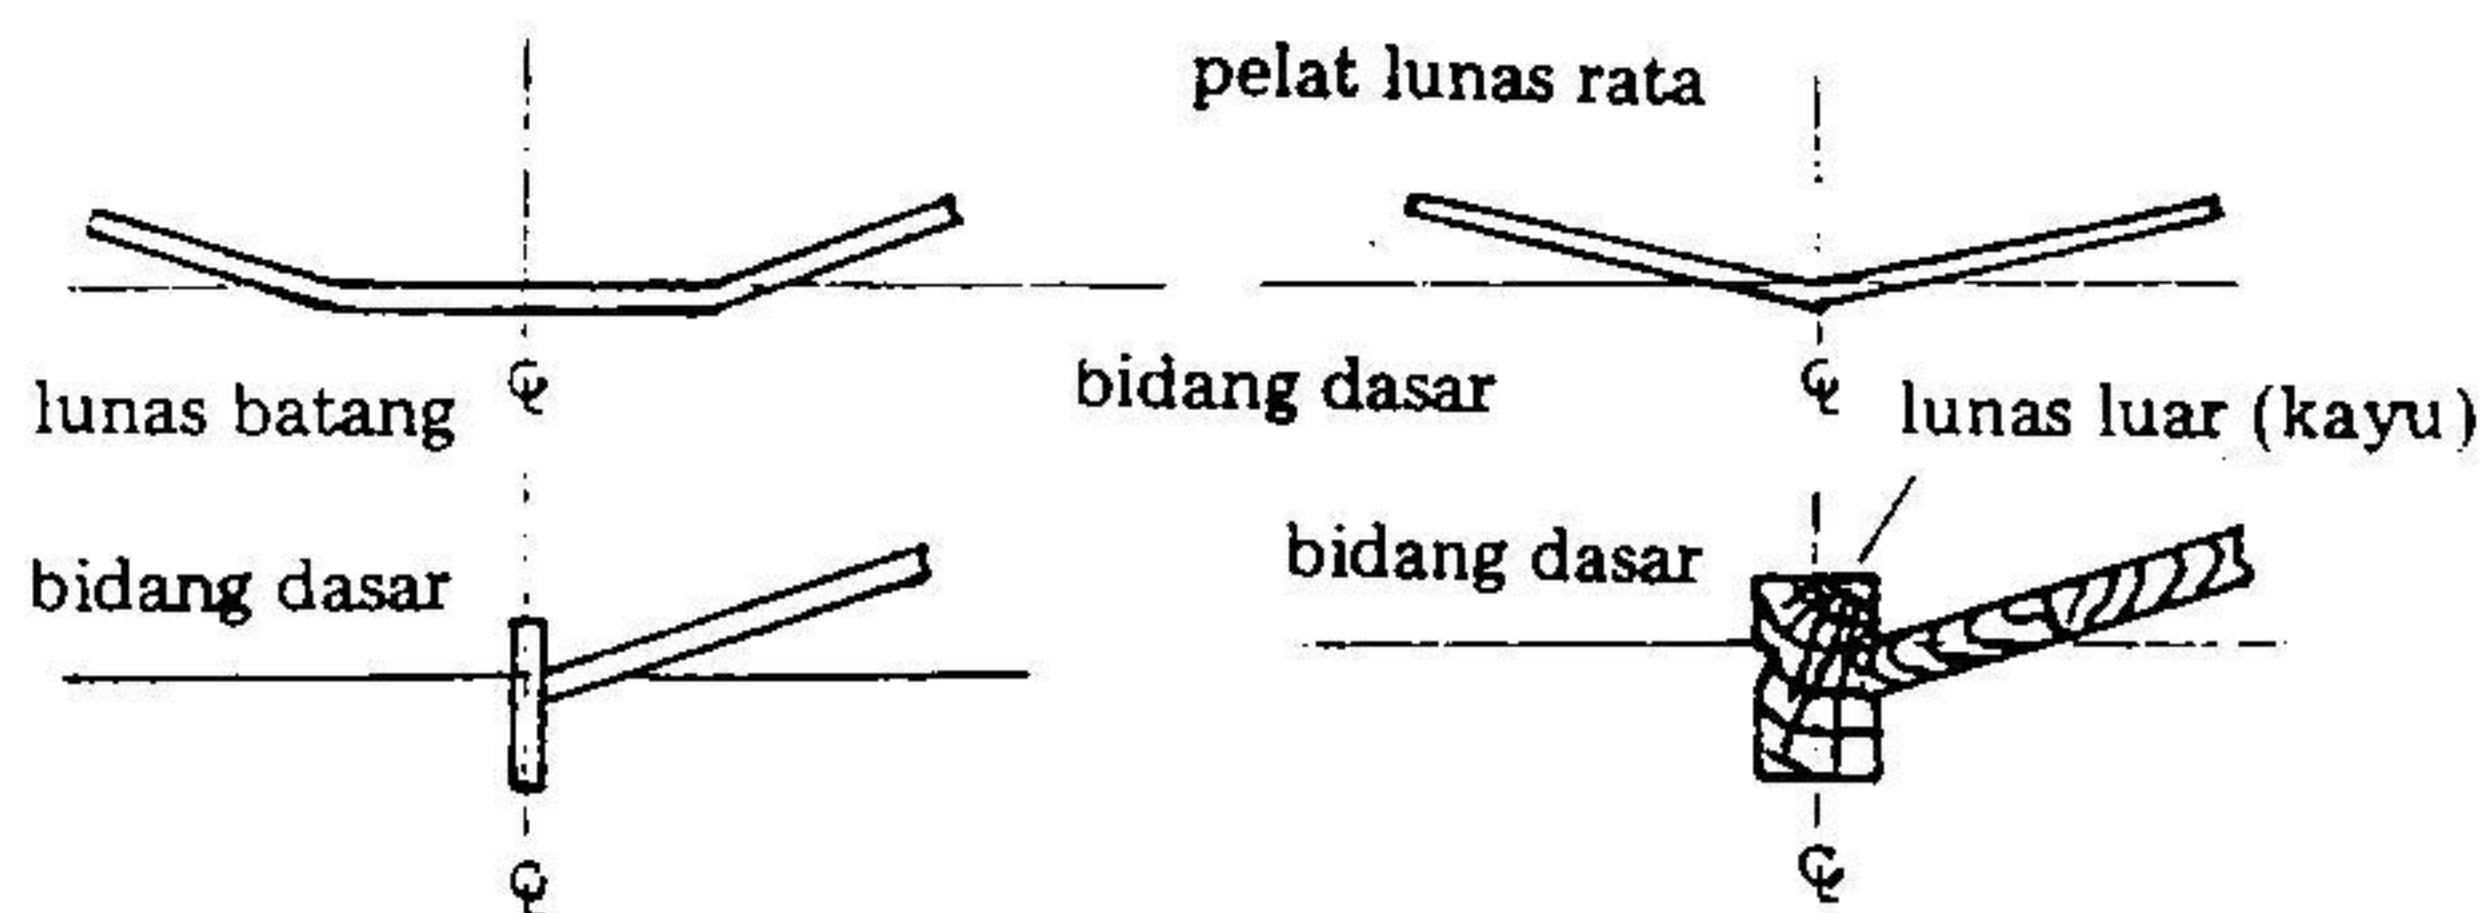 pelat lunas rata
℄
℄
lunas batang
bidang dasar
lunas luar (kayu)
bidang dasar
bidang dasar
℄
℄